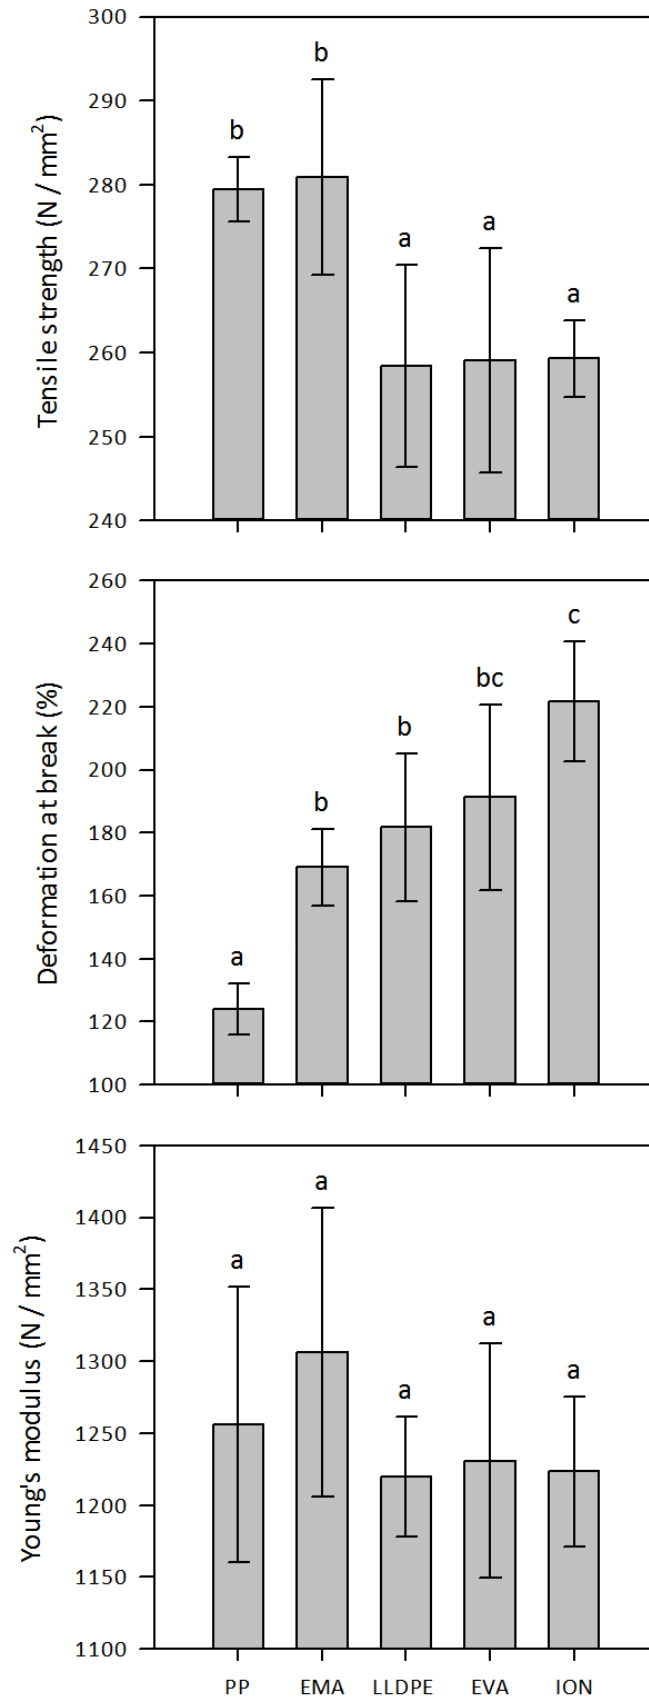 Tensile strength (N / mm²)
300
290
280
270
260
250
240
b
b
a
a
a
Deformation at break (%)
260
240
220
200
180
160
140
120
100
a
b
b
bc
c
Young's modulus (N / mm²)
1450
1400
1350
1300
1250
1200
1150
1100
a
a
a
a
a
PP EMA LLDPE EVA ION